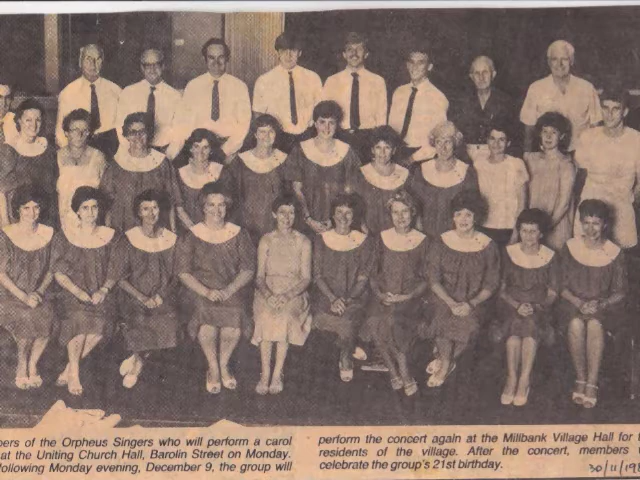 bers of the Orpheus Singers who will perform a carol
at the Uniting Church Hall, Barolin Street on Monday.
following Monday evening, December 9, the group will
perform the concert again at the Millbank Village Hall for t
residents of the village. After the concert, members w
celebrate the group's 21st birthday.
30/11/198